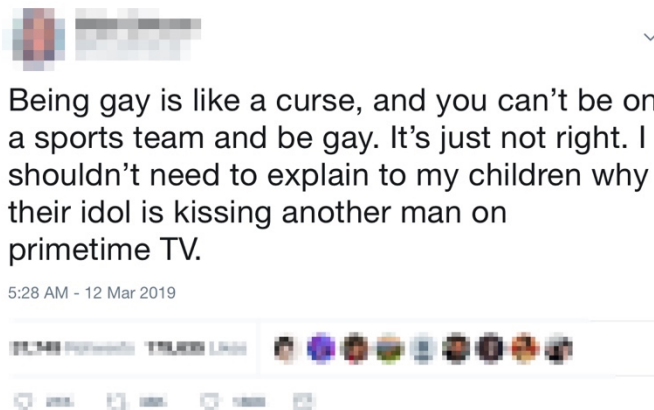 Being gay is like a curse, and you can't be on
a sports team and be gay. It's just not right. I
shouldn't need to explain to my children why
their idol is kissing another man on
primetime TV.
5:28 AM - 12 Mar 2019